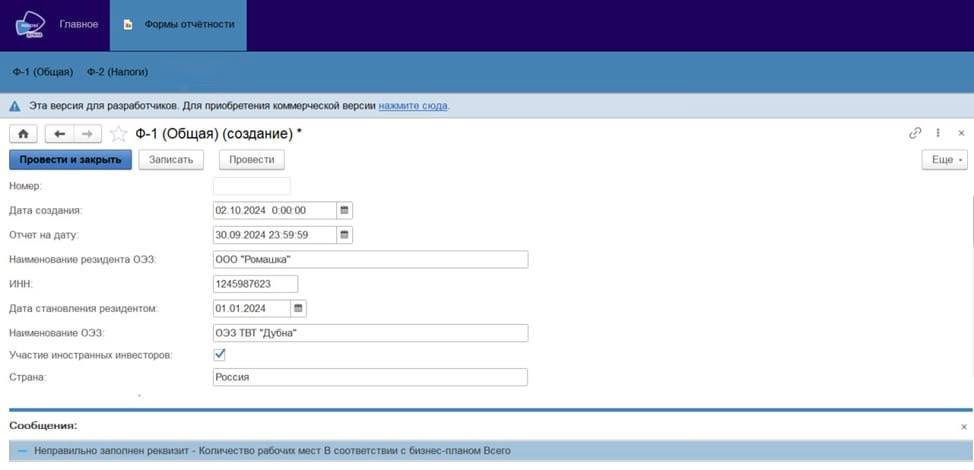 Главное
Формы отчётности
Ф-1 (Общая) Ф-2 (Налоги)
Эта версия для разработчиков. Для приобретения коммерческой версии нажмите сюда.
Ф-1 (Общая) (создание) *
Провести и закрыть Записать Провести Еще
Номер:
Дата создания: 02.10.2024 0:00:00
Отчет на дату: 30.09.2024 23:59:59
Наименование резидента ОЭЗ: ООО "Ромашка"
ИНН: 1245987623
Дата становления резидентом: 01.01.2024
Наименование ОЭЗ: ОЭЗ ТВТ "Дубна"
Участие иностранных инвесторов:
Страна: Россия
Сообщения:
Неправильно заполнен реквизит - Количество рабочих мест В соответствии с бизнес-планом Всего